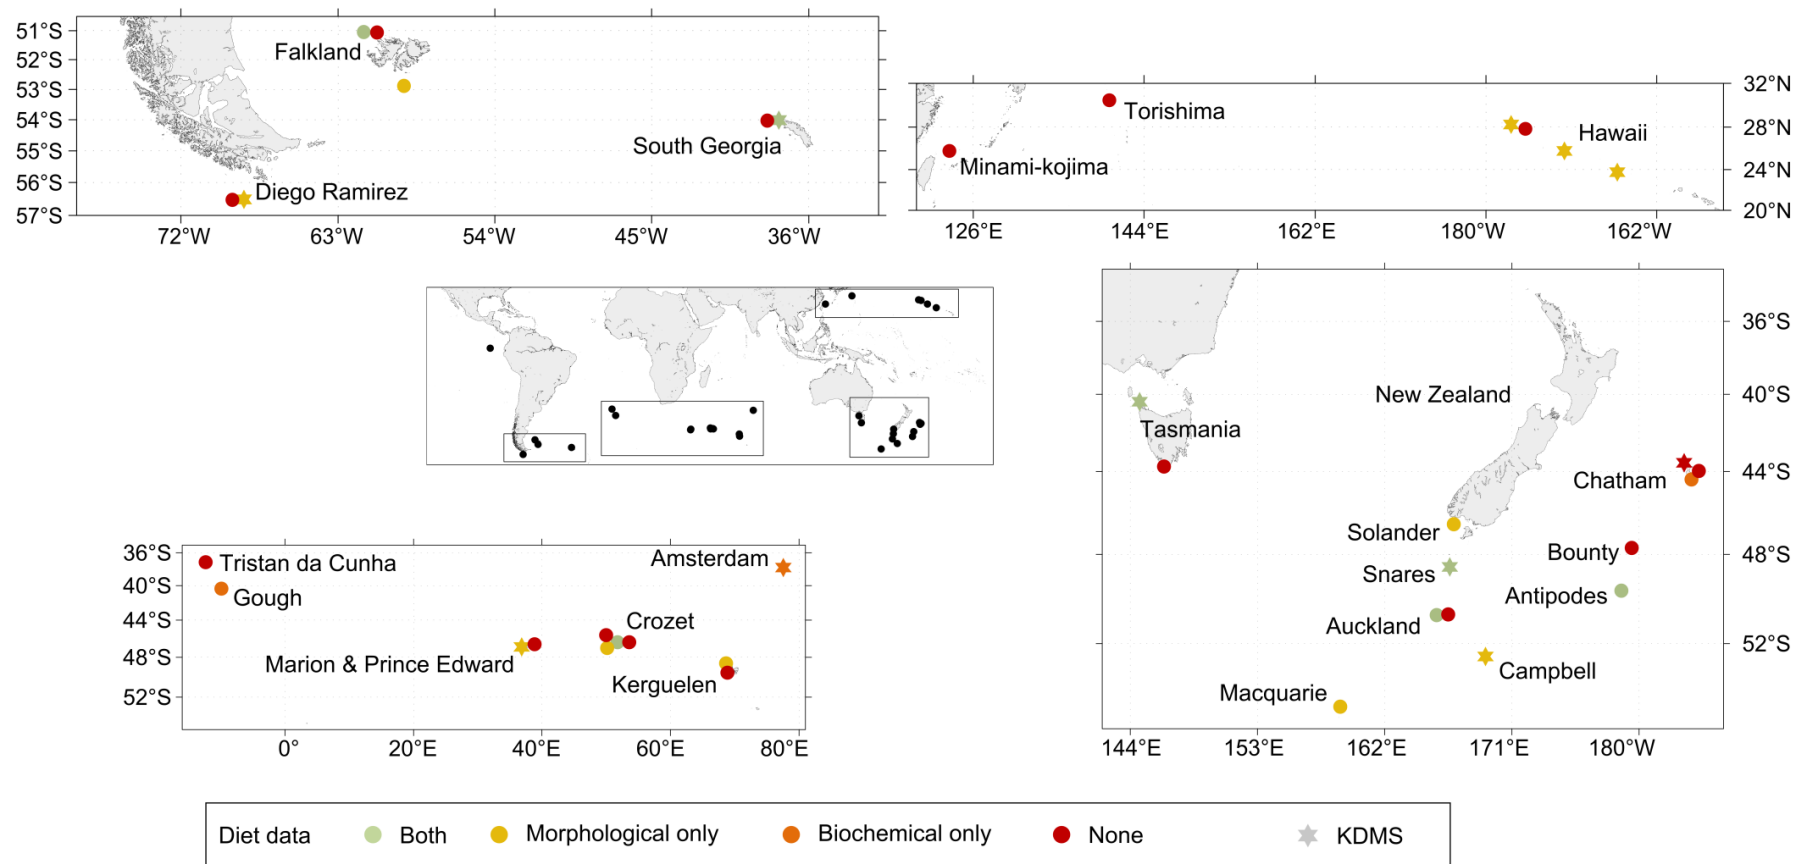 51°S
52°S
53°S
54°S
55°S
56°S
57°S
Falkland
South Georgia
Diego Ramirez
72°W
63°W
54°W
45°W
36°W
32°N
28°N
24°N
20°N
Torishima
Hawaii
Minami-kojima
126°E
144°E
162°E
180°W
162°W
36°S
40°S
44°S
48°S
52°S
New Zealand
Tasmania
Chatham
Solander
Bounty
Snares
Antipodes
Auckland
Campbell
Macquarie
144°E
153°E
162°E
171°E
180°W
36°S
40°S
44°S
48°S
52°S
Tristan da Cunha
Amsterdam
Gough
Crozet
Marion & Prince Edward
Kerguelen
0°
20°E
40°E
60°E
80°E
Diet data
Both
Morphological only
Biochemical only
None
KDMS